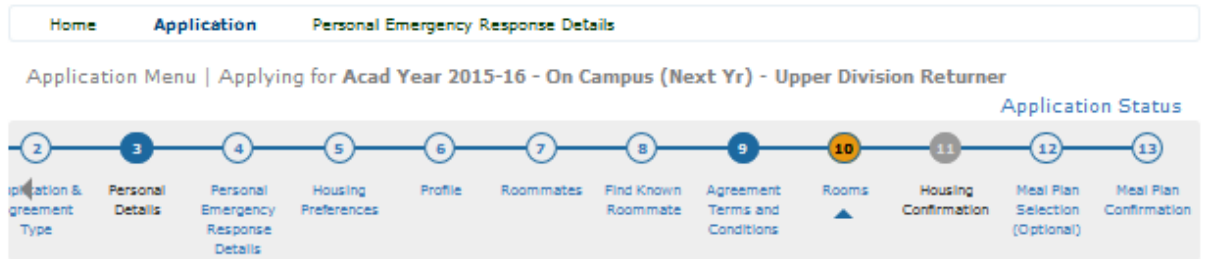 Home Application Personal Emergency Response Details
Application Menu | Applying for Acad Year 2015-16 - On Campus (Next Yr) - Upper Division Returner
Application Status
2 3 4 5 6 7 8 9 10 11 12 13
& Personal Personal Housing Profile Roommates Find Known Agreement Rooms Housing Meal Plan Meal Plan
Details Emergency Preferences Roommate Terms and Confirmation Selection Confirmation
Type Response Conditions (Optional)
Details